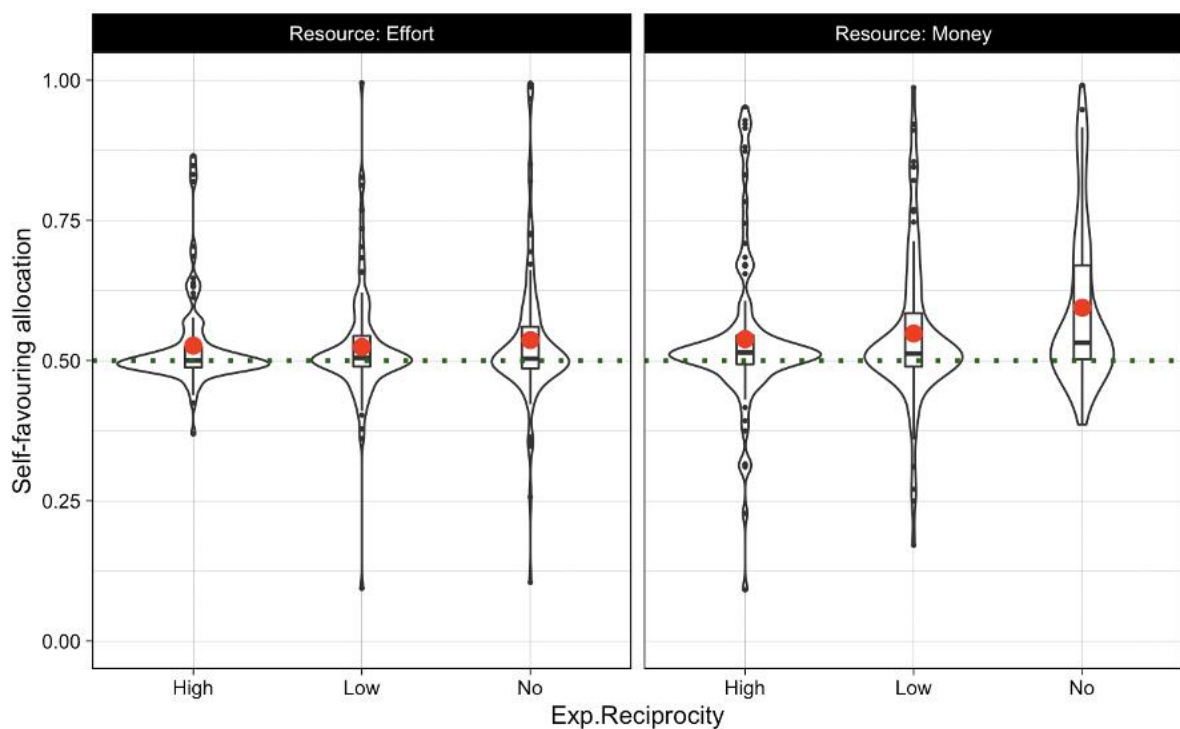 Resource: Effort
Resource: Money
Self-favouring allocation
1.00
0.75
0.50
0.25
0.00
High
Low
No
High
Low
No
Exp.Reciprocity